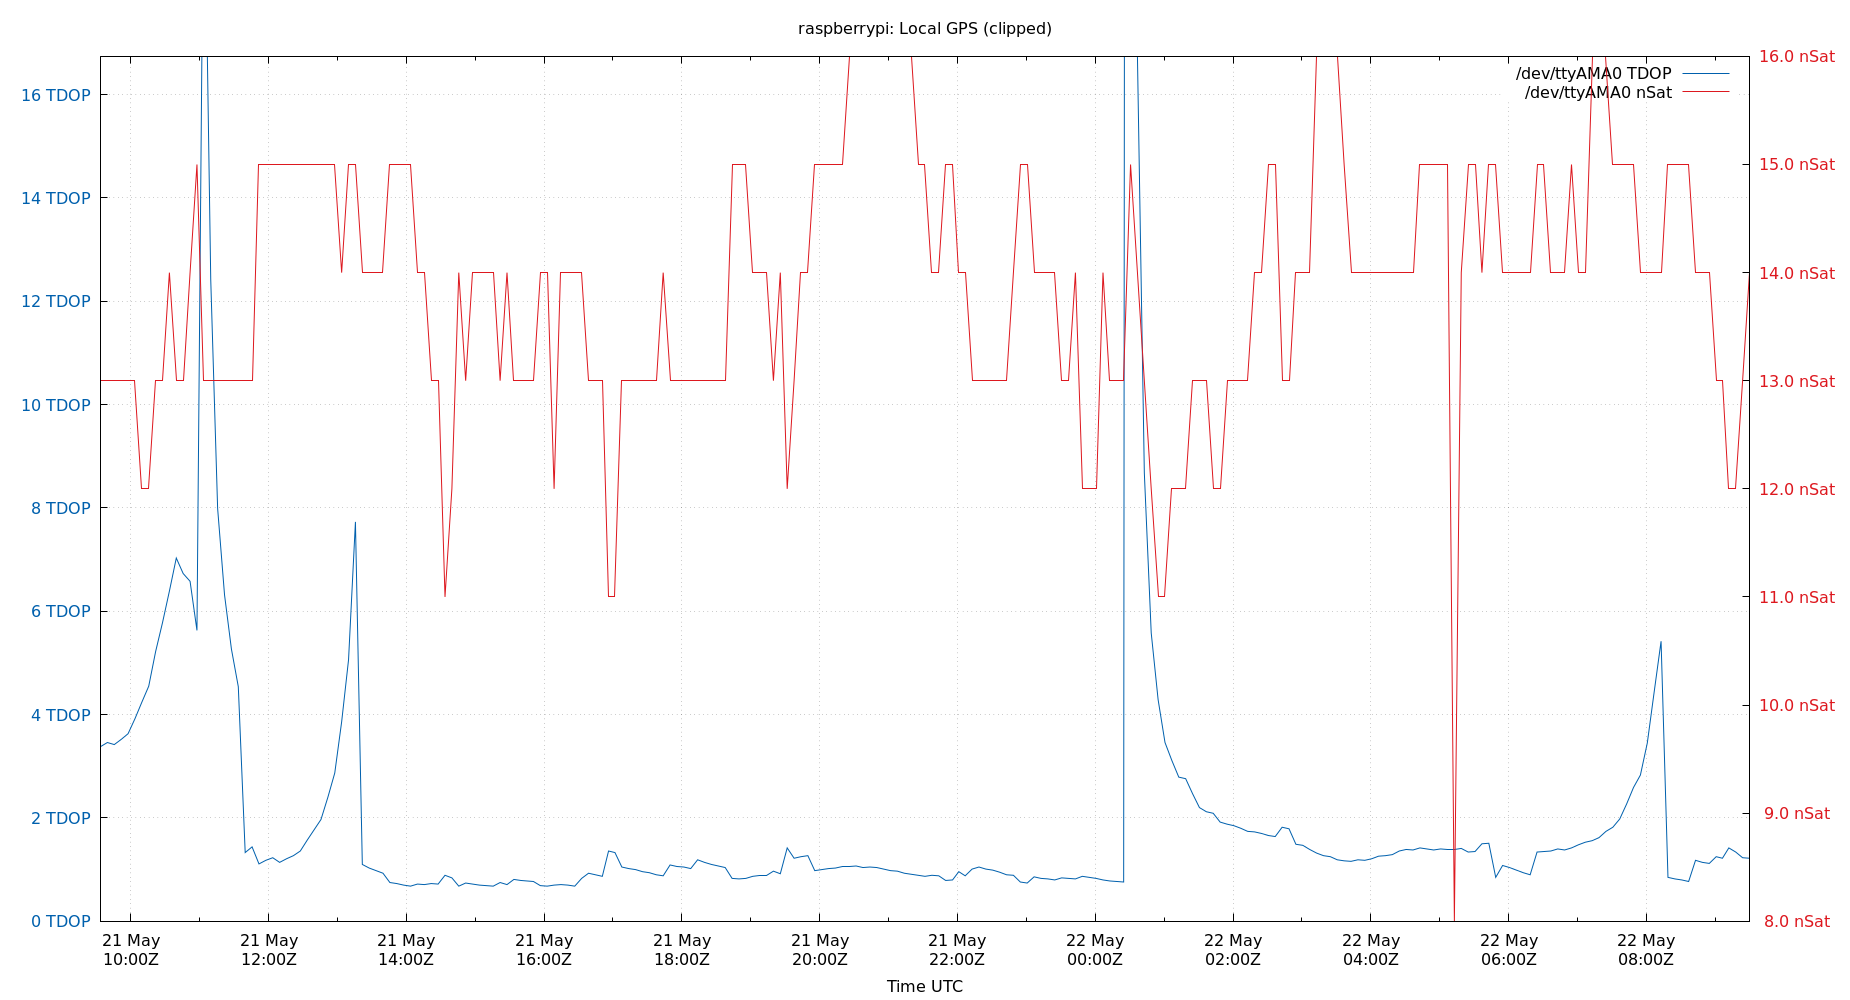 raspberrypi: Local GPS (clipped)
/dev/ttyAMA0 TDOP
/dev/ttyAMA0 nSat
16 TDOP
14 TDOP
12 TDOP
10 TDOP
8 TDOP
6 TDOP
4 TDOP
2 TDOP
0 TDOP
16.0 nSat
15.0 nSat
14.0 nSat
13.0 nSat
12.0 nSat
11.0 nSat
10.0 nSat
9.0 nSat
8.0 nSat
21 May 21 May 21 May 21 May 21 May 21 May 21 May 22 May 22 May 22 May 22 May 22 May
10:00Z 12:00Z 14:00Z 16:00Z 18:00Z 20:00Z 22:00Z 00:00Z 02:00Z 04:00Z 06:00Z 08:00Z
Time UTC